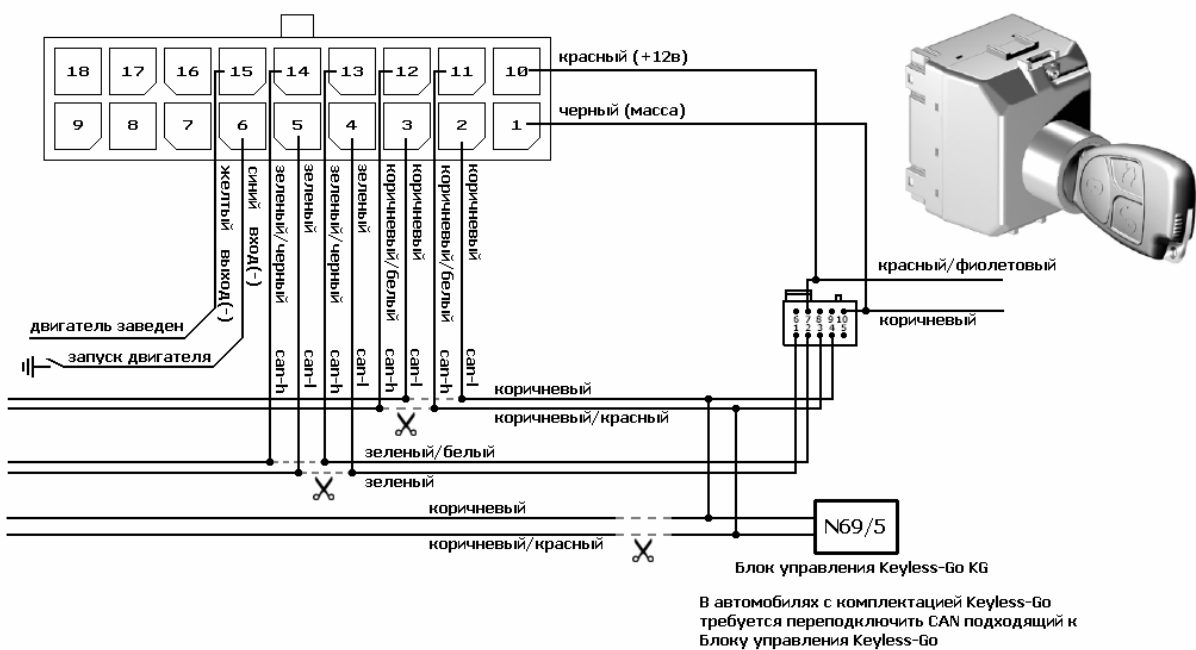 18 17 16 15 14 13 12 11 10
9 8 7 6 5 4 3 2 1
красный (+12в)
черный (масса)
желтый выход(-)
синий вход(-)
зеленый/черный
зеленый
зеленый/черный
зеленый
коричневый/белый
коричневый
коричневый/белый
коричневый
двигатель заведен
запуск двигателя
can-h
can-l
can-h
can-l
can-h
can-l
can-h
can-l
красный/фиолетовый
коричневый
6 7 8 9 10
1 2 3 4 5
коричневый
коричневый/красный
зеленый/белый
зеленый
коричневый
коричневый/красный
N69/5
Блок управления Keyless-Go KG
В автомобилях с комплектацией Keyless-Go
требуется переподключить CAN подходящий к
Блоку управления Keyless-Go